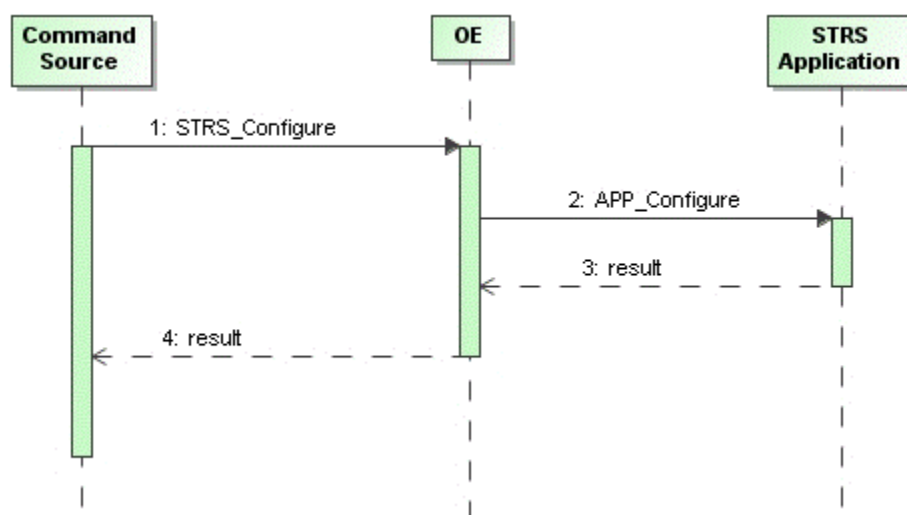 Command
Source
OE
STRS
Application
1: STRS_Configure
2: APP_Configure
3: result
4: result